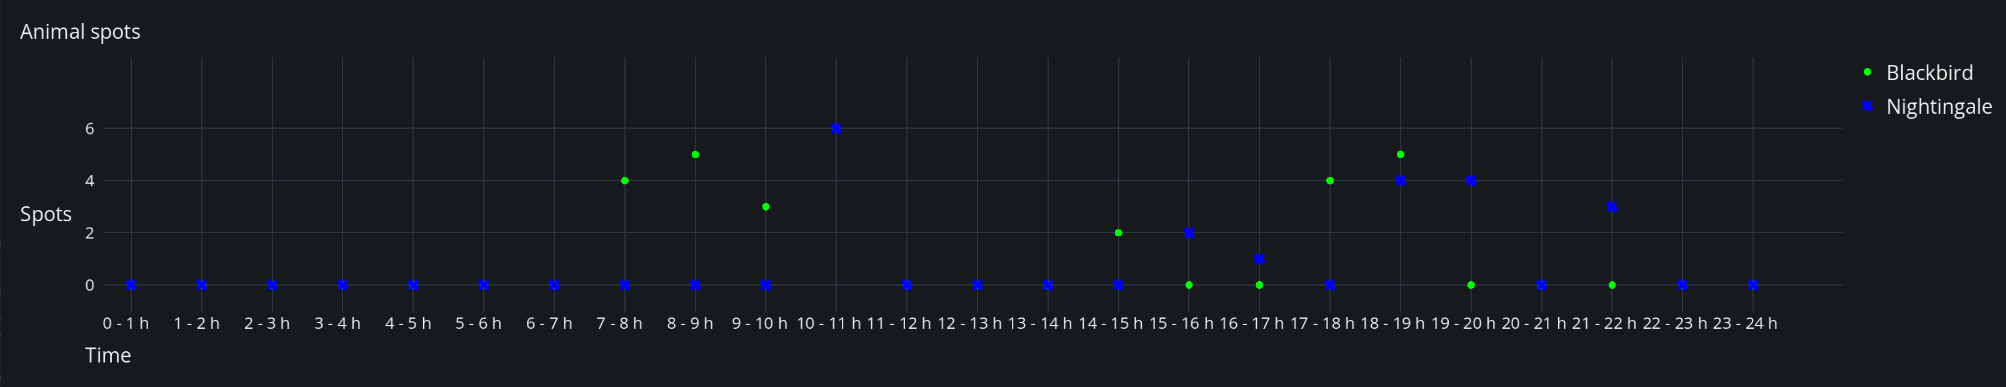 Animal spots
Blackbird
Nightingale
6
4
Spots
2
0
0 - 1 h 1 - 2 h 2 - 3 h 3 - 4 h 4 - 5 h 5 - 6 h 6 - 7 h 7 - 8 h 8 - 9 h 9 - 10 h 10 - 11 h 11 - 12 h 12 - 13 h 13 - 14 h 14 - 15 h 15 - 16 h 16 - 17 h 17 - 18 h 18 - 19 h 19 - 20 h 20 - 21 h 21 - 22 h 22 - 23 h 23 - 24 h
Time